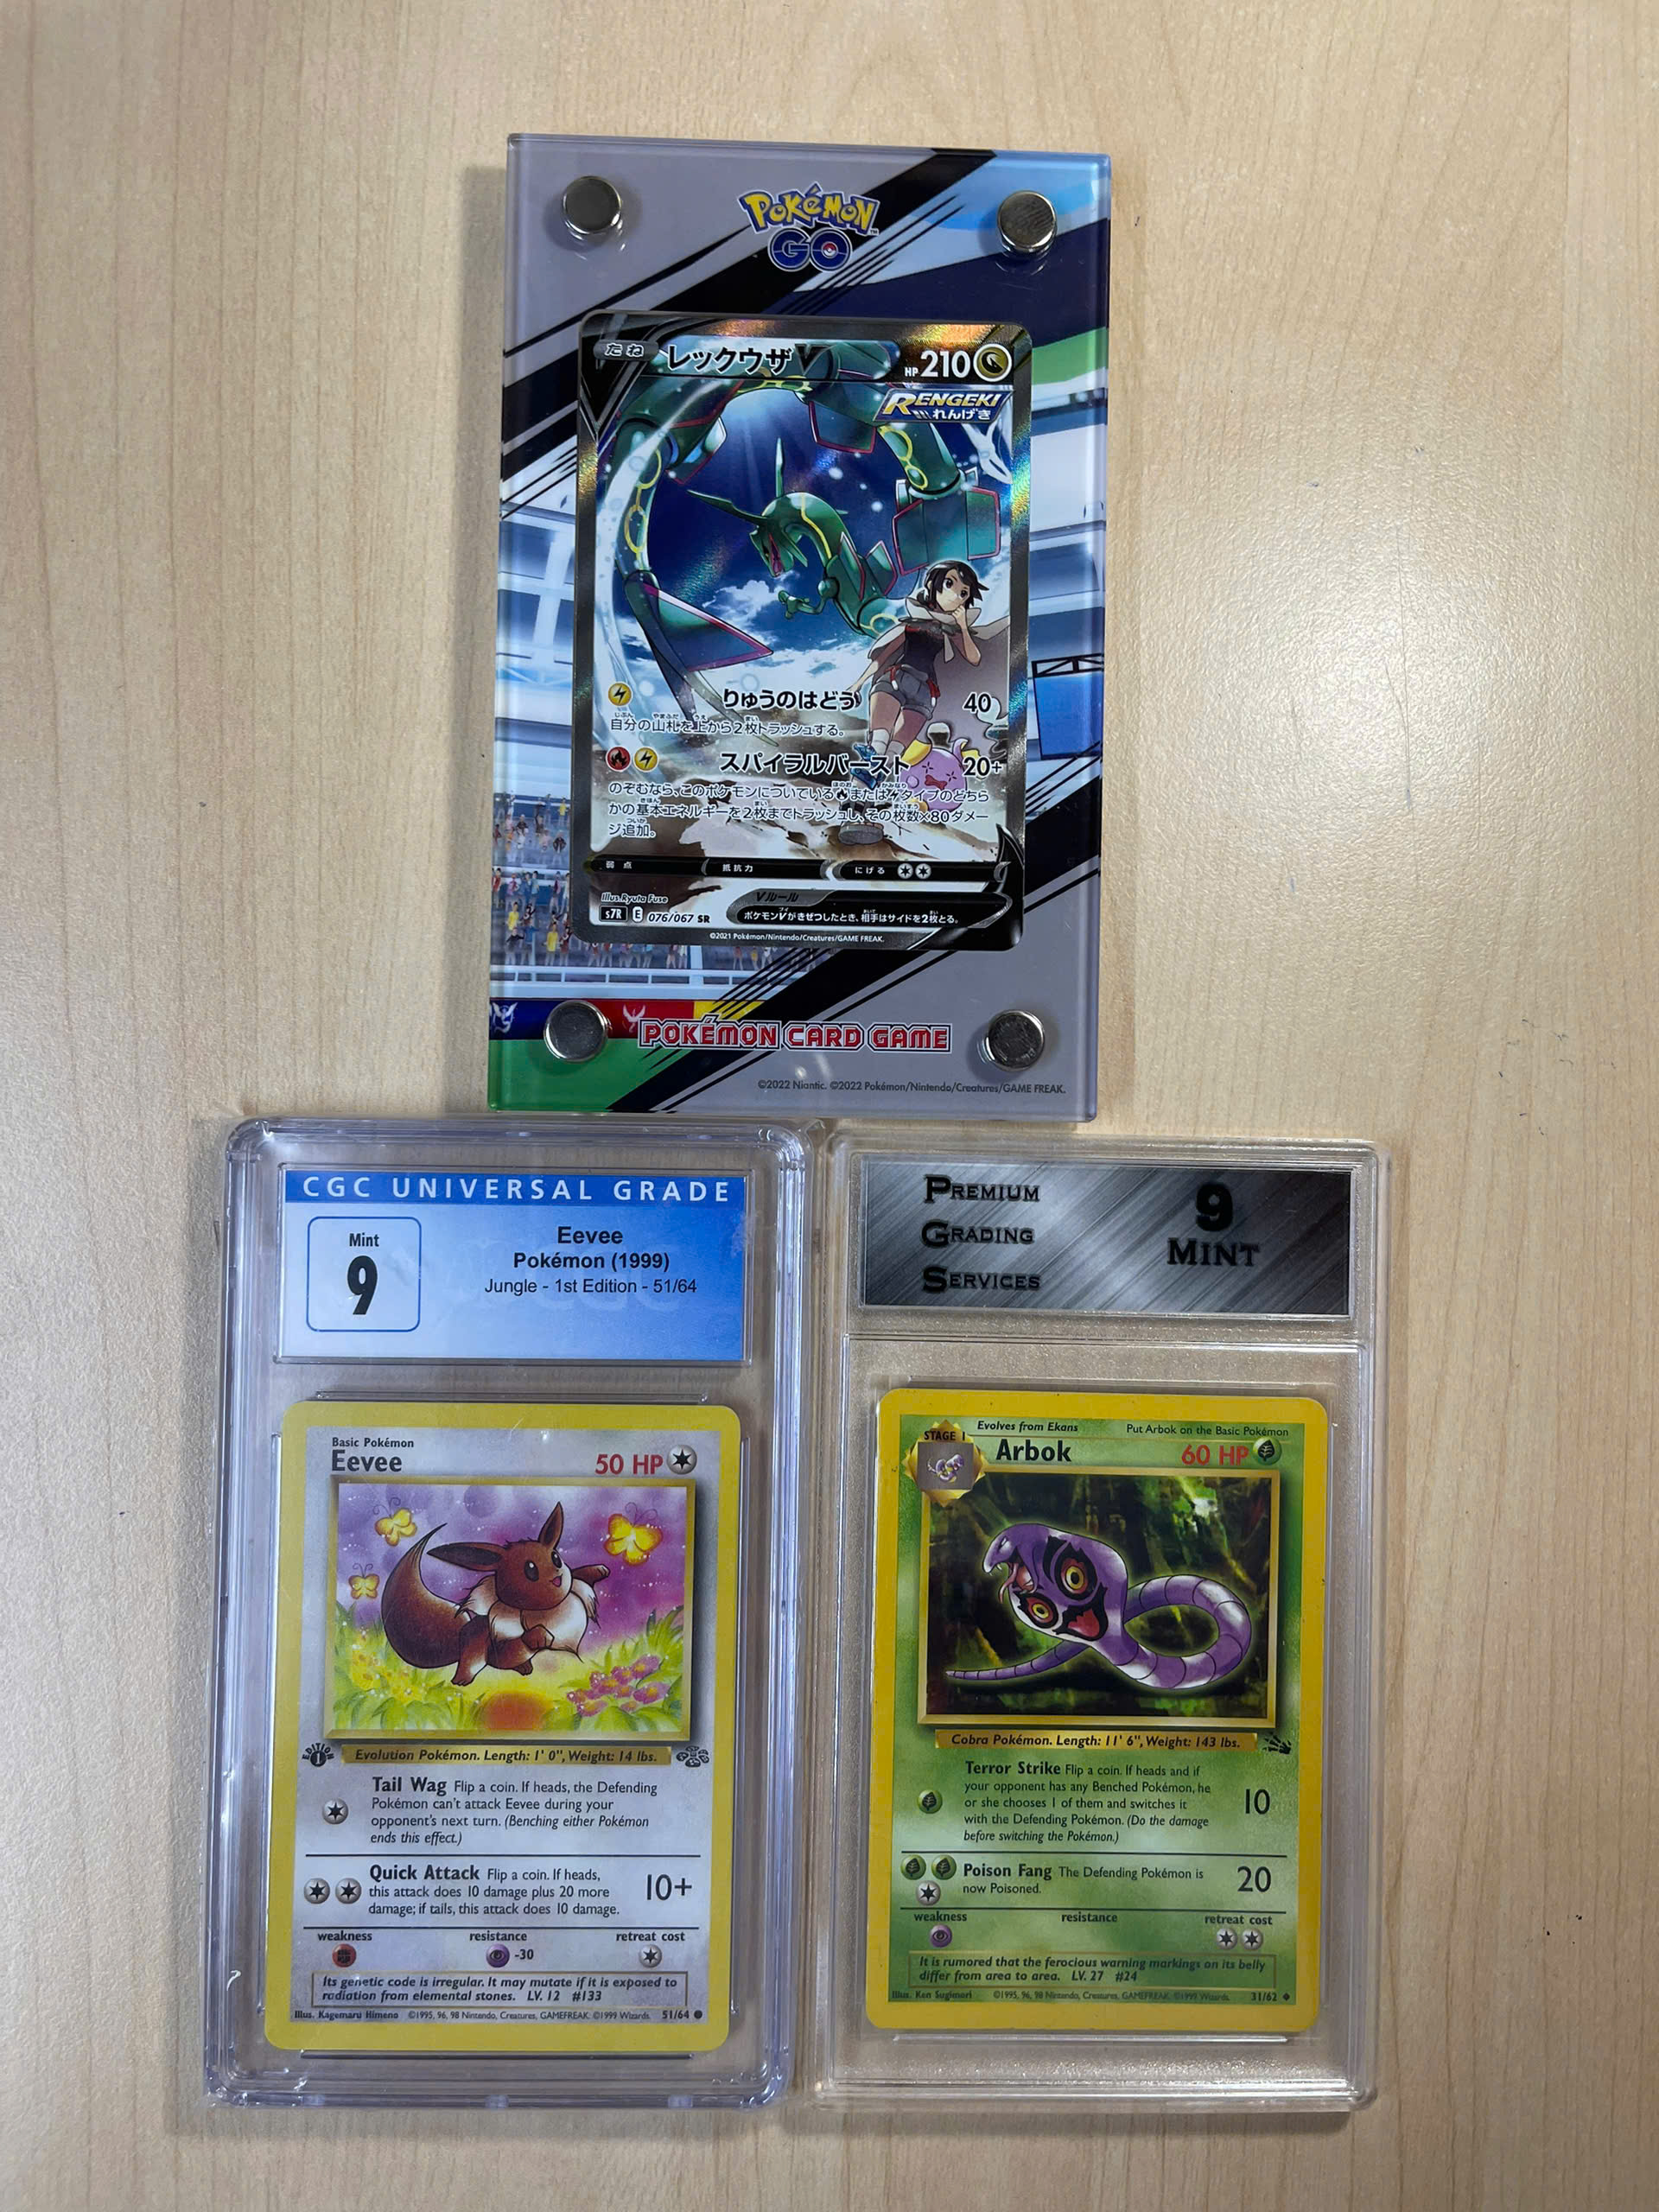 POKÉMON
GO
たね レックウザV HP 210
RENGEKI
れんげき
りゅうのはどう 40
自分の山札を上から2枚トラッシュする。
スパイラルバースト 20+
のぞむなら、このポケモンについている または タイプのどちら
かの基本エネルギーを2枚までトラッシュし、その枚数×80ダメー
ジ追加。
弱点 抵抗力 にげる
Illus. Ryuta Fuse
Vルール
s7R E 076/067 SR
ポケモンVがきぜつしたとき、相手はサイドを2枚とる。
©2021 Pokémon/Nintendo/Creatures/GAME FREAK.
POKÉMON CARD GAME
©2022 Niantic. ©2022 Pokémon/Nintendo/Creatures/GAME FREAK.
CGC UNIVERSAL GRADE
Mint
9
Eevee
Pokémon (1999)
Jungle - 1st Edition - 51/64
Basic Pokémon
Eevee 50 HP
EDITION 1
Evolution Pokémon. Length: 1' 0", Weight: 14 lbs.
Tail Wag Flip a coin. If heads, the Defending
Pokémon can't attack Eevee during your
opponent's next turn. (Benching either Pokémon
ends this effect.)
Quick Attack Flip a coin. If heads,
this attack does 10 damage plus 20 more
damage; if tails, this attack does 10 damage.
10+
weakness resistance retreat cost
-30
Its genetic code is irregular. It may mutate if it is exposed to
radiation from elemental stones. LV. 12 #133
Illus. Kagemaru Himeno ©1995, 96, 98 Nintendo, Creatures, GAMEFREAK. ©1999 Wizards. 51/64
PREMIUM
GRADING
SERVICES
9
MINT
Evolves from Ekans Put Arbok on the Basic Pokémon
STAGE 1
Arbok 60 HP
Cobra Pokémon. Length: 11' 6", Weight: 143 lbs.
Terror Strike Flip a coin. If heads and if
your opponent has any Benched Pokémon, he
or she chooses 1 of them and switches it
with the Defending Pokémon. (Do the damage
before switching the Pokémon.)
10
Poison Fang The Defending Pokémon is
now Poisoned.
20
weakness resistance retreat cost
It is rumored that the ferocious warning markings on its belly
differ from area to area. LV. 27 #24
Illus. Ken Sugimori ©1995, 96, 98 Nintendo, Creatures, GAMEFREAK. ©1999 Wizards. 31/62